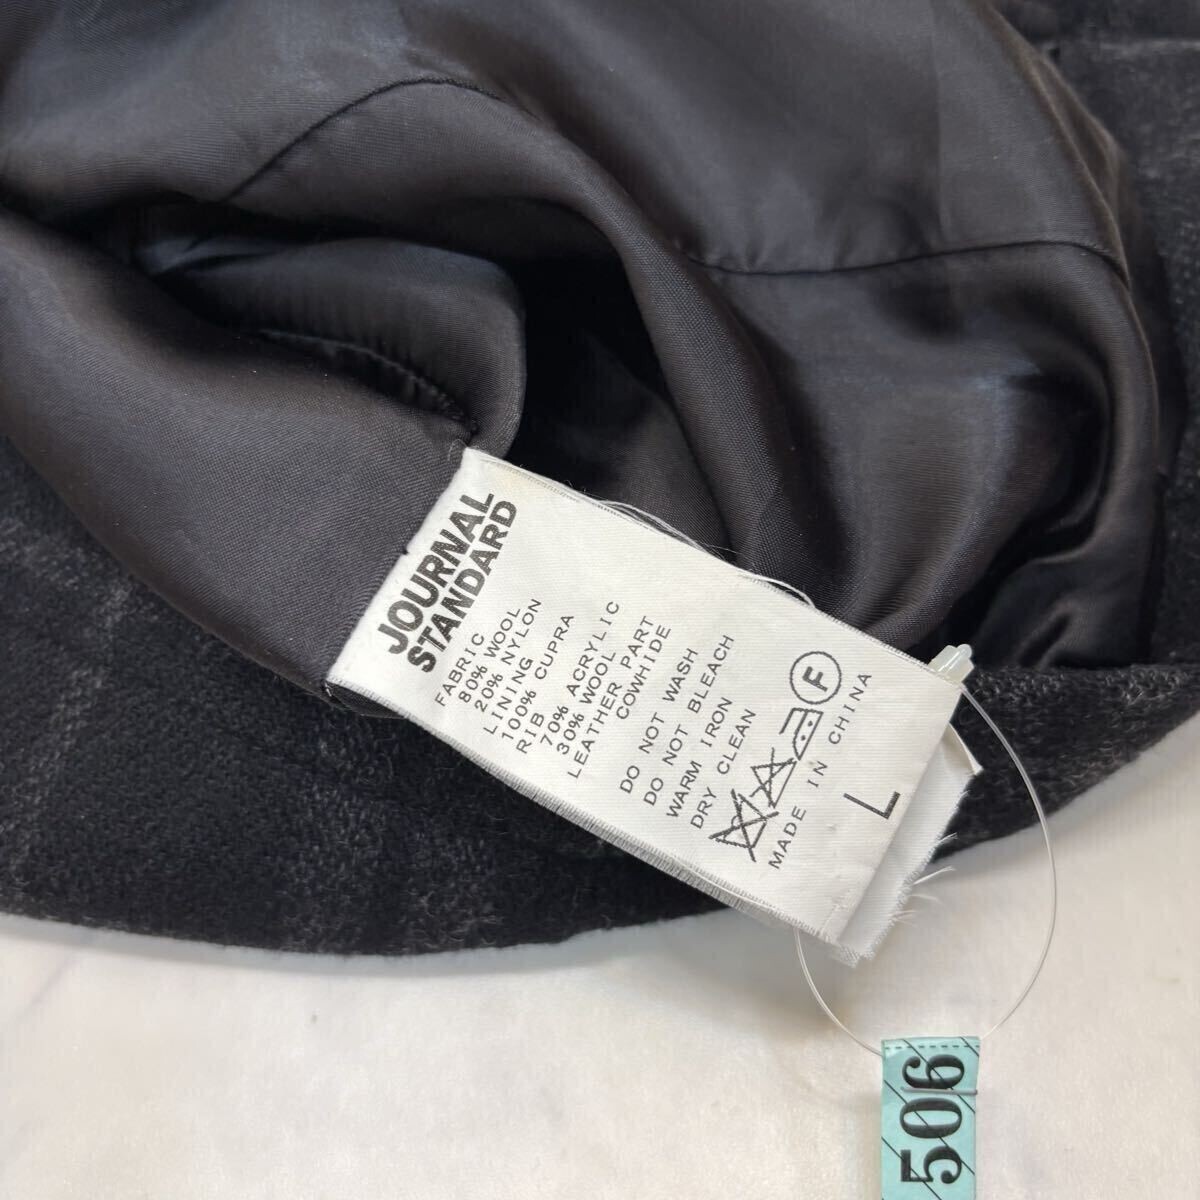 JOURNAL
STANDARD
FABRIC
80% WOOL
20% NYLON
LINING
100% CUPRA
RIB
70% ACRYLIC
30% WOOL
LEATHER PART
COWHIDE
DO NOT WASH
DO NOT BLEACH
WARM IRON
DRY CLEAN
F
MADE IN CHINA
L
506